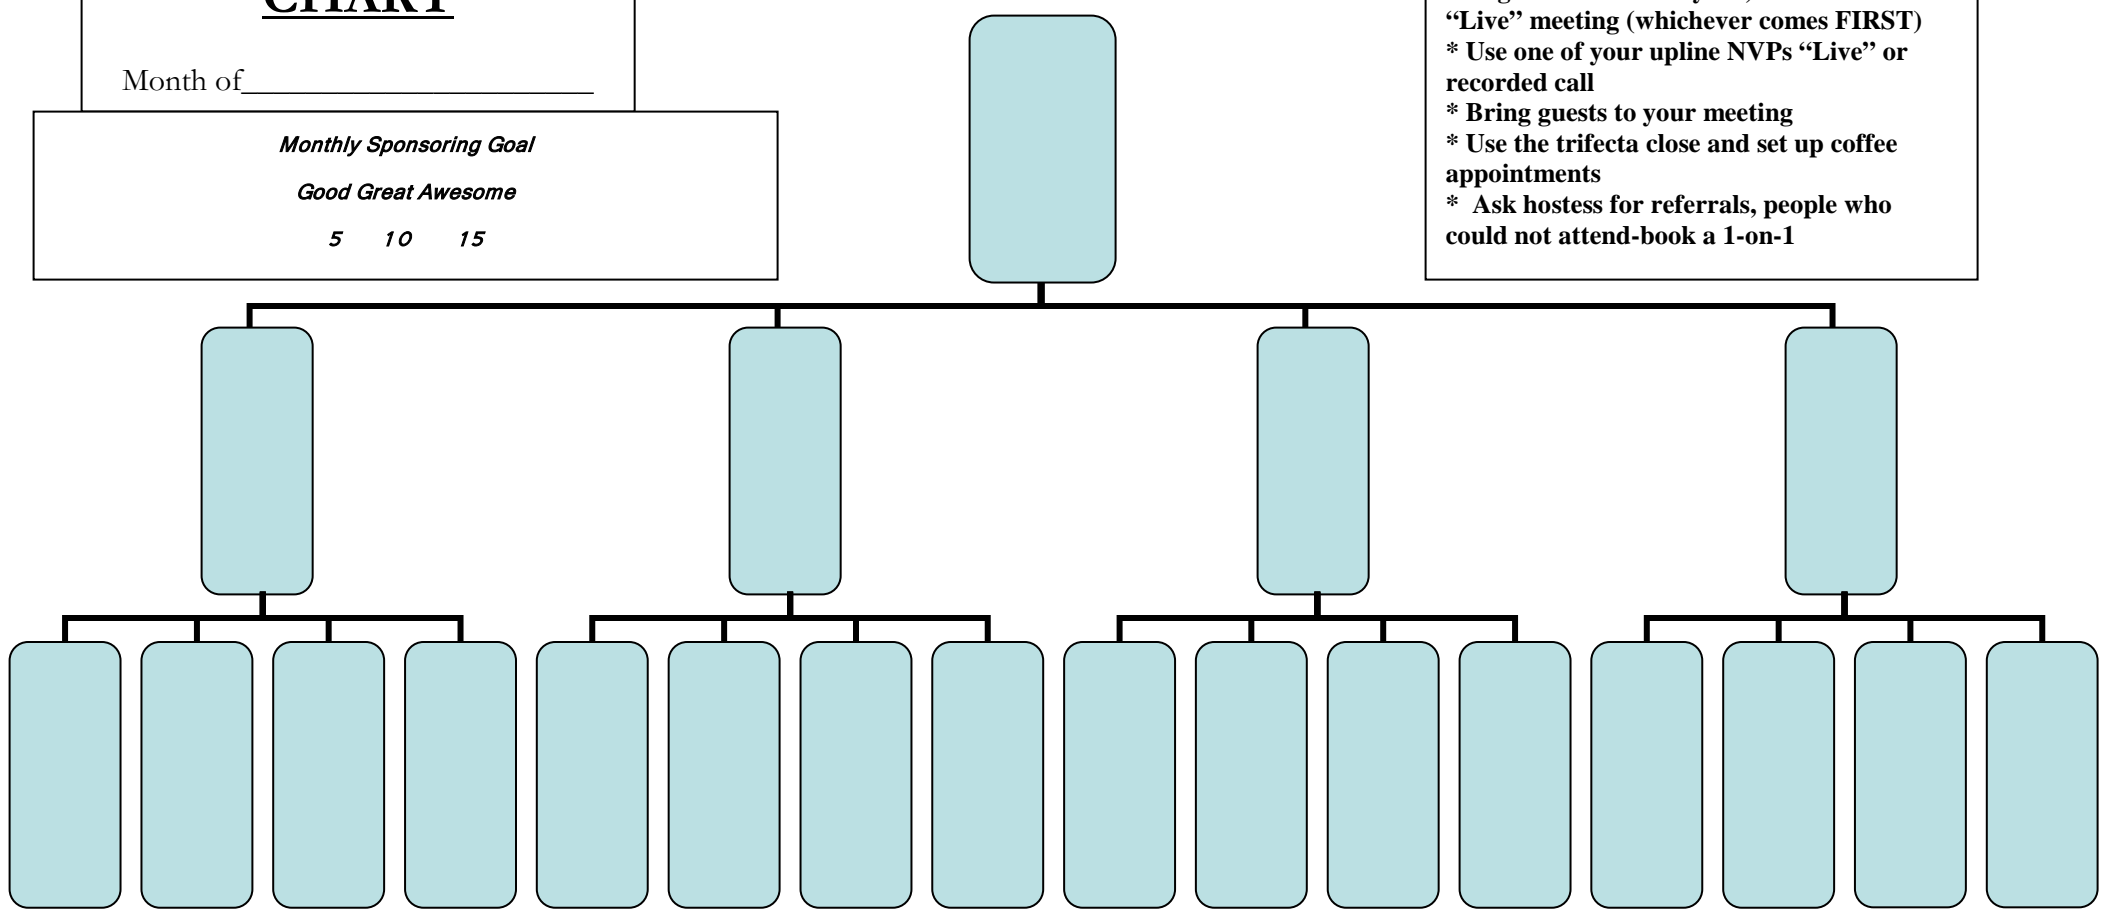 CHART
Month of______________________
Monthly Sponsoring Goal
Good Great Awesome
5 10 15
“Live” meeting (whichever comes FIRST)
* Use one of your upline NVPs “Live” or
recorded call
* Bring guests to your meeting
* Use the trifecta close and set up coffee
appointments
* Ask hostess for referrals, people who
could not attend-book a 1-on-1